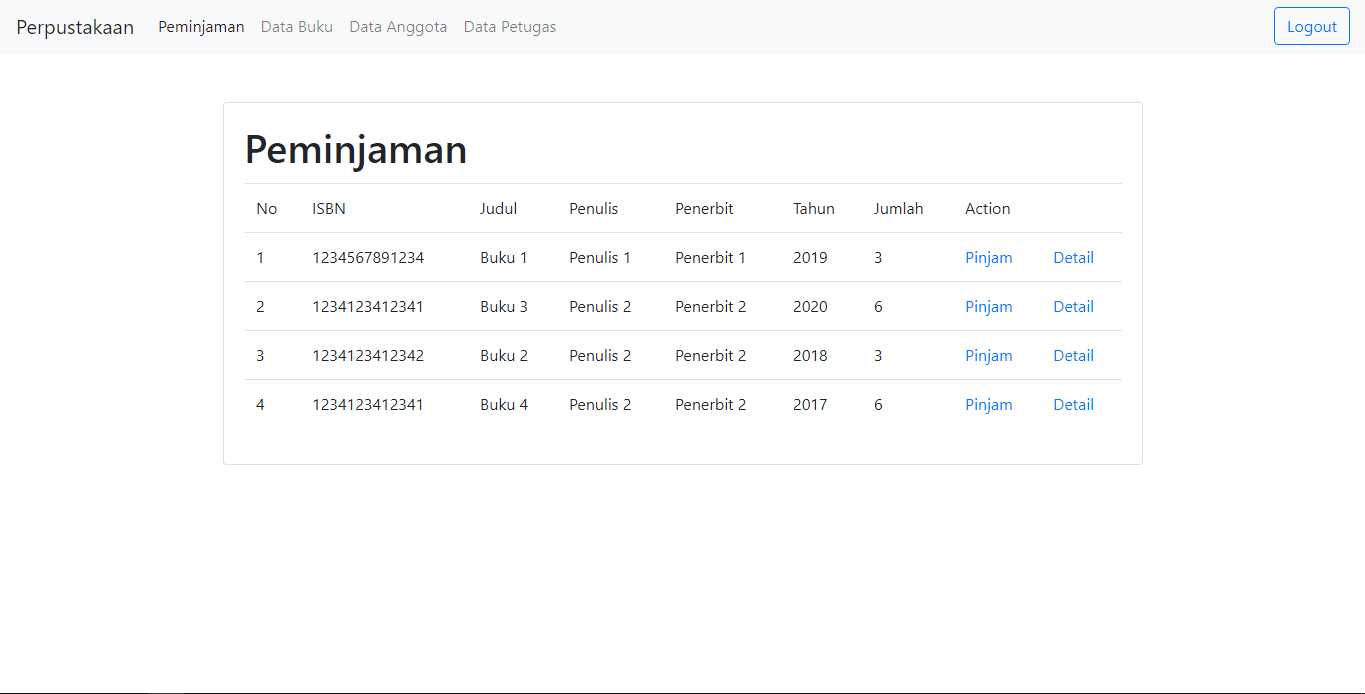 Perpustakaan Peminjaman Data Buku Data Anggota Data Petugas Logout
Peminjaman
No ISBN Judul Penulis Penerbit Tahun Jumlah Action
1 1234567891234 Buku 1 Penulis 1 Penerbit 1 2019 3 Pinjam Detail
2 1234123412341 Buku 3 Penulis 2 Penerbit 2 2020 6 Pinjam Detail
3 1234123412342 Buku 2 Penulis 2 Penerbit 2 2018 3 Pinjam Detail
4 1234123412341 Buku 4 Penulis 2 Penerbit 2 2017 6 Pinjam Detail